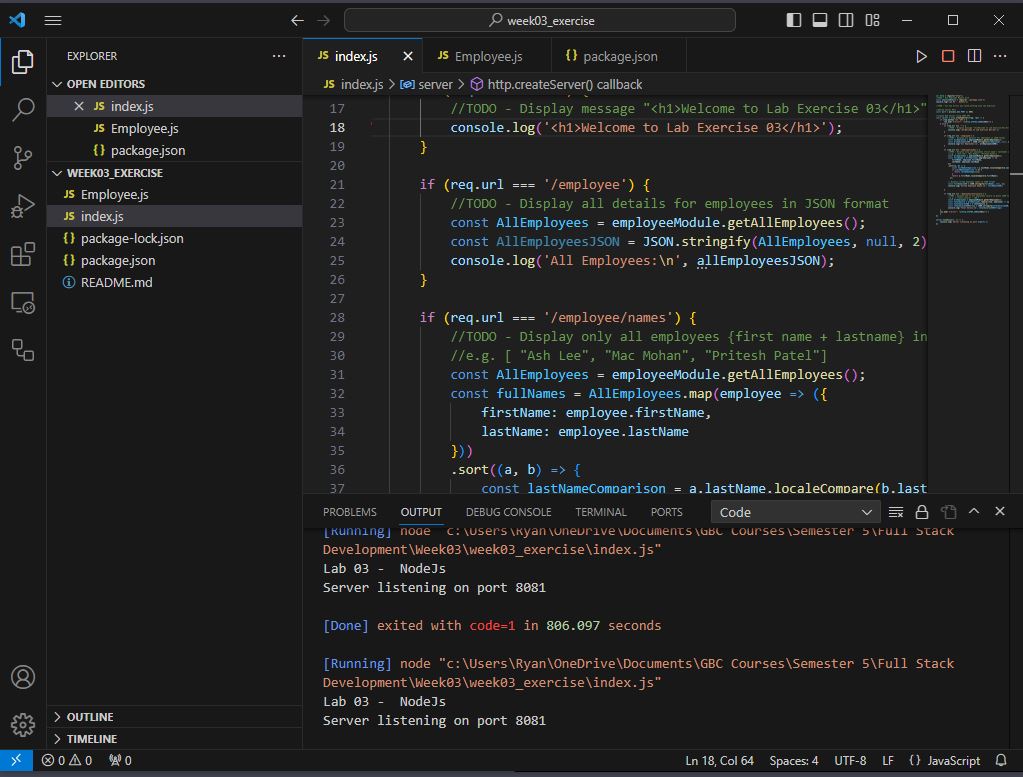 week03_exercise
EXPLORER
OPEN EDITORS
JS index.js
JS Employee.js
{} package.json
WEEK03_EXERCISE
JS Employee.js
JS index.js
{} package-lock.json
{} package.json
README.md
OUTLINE
TIMELINE
JS index.js
JS Employee.js
{} package.json
JS index.js > server > http.createServer() callback
17 //TODO - Display message "<h1>Welcome to Lab Exercise 03</h1>"
18 console.log('<h1>Welcome to Lab Exercise 03</h1>');
19 }
20
21 if (req.url === '/employee') {
22 //TODO - Display all details for employees in JSON format
23 const AllEmployees = employeeModule.getAllEmployees();
24 const AllEmployeesJSON = JSON.stringify(AllEmployees, null, 2)
25 console.log('All Employees:\n', allEmployeesJSON);
26 }
27
28 if (req.url === '/employee/names') {
29 //TODO - Display only all employees {first name + lastname} in
30 //e.g. [ "Ash Lee", "Mac Mohan", "Pritesh Patel"]
31 const AllEmployees = employeeModule.getAllEmployees();
32 const fullNames = AllEmployees.map(employee => ({
33 firstName: employee.firstName,
34 lastName: employee.lastName
35 }))
36 .sort((a, b) => {
37 const lastNameComparison = a.lastName.localeCompare(b.last
PROBLEMS OUTPUT DEBUG CONSOLE TERMINAL PORTS Code
[Running] node "c:\Users\Ryan\OneDrive\Documents\GBC Courses\Semester 5\Full Stack
Development\Week03\week03_exercise\index.js"
Lab 03 - NodeJs
Server listening on port 8081
[Done] exited with code=1 in 806.097 seconds
[Running] node "c:\Users\Ryan\OneDrive\Documents\GBC Courses\Semester 5\Full Stack
Development\Week03\week03_exercise\index.js"
Lab 03 - NodeJs
Server listening on port 8081
0 0 0 Ln 18, Col 64 Spaces: 4 UTF-8 LF {} JavaScript